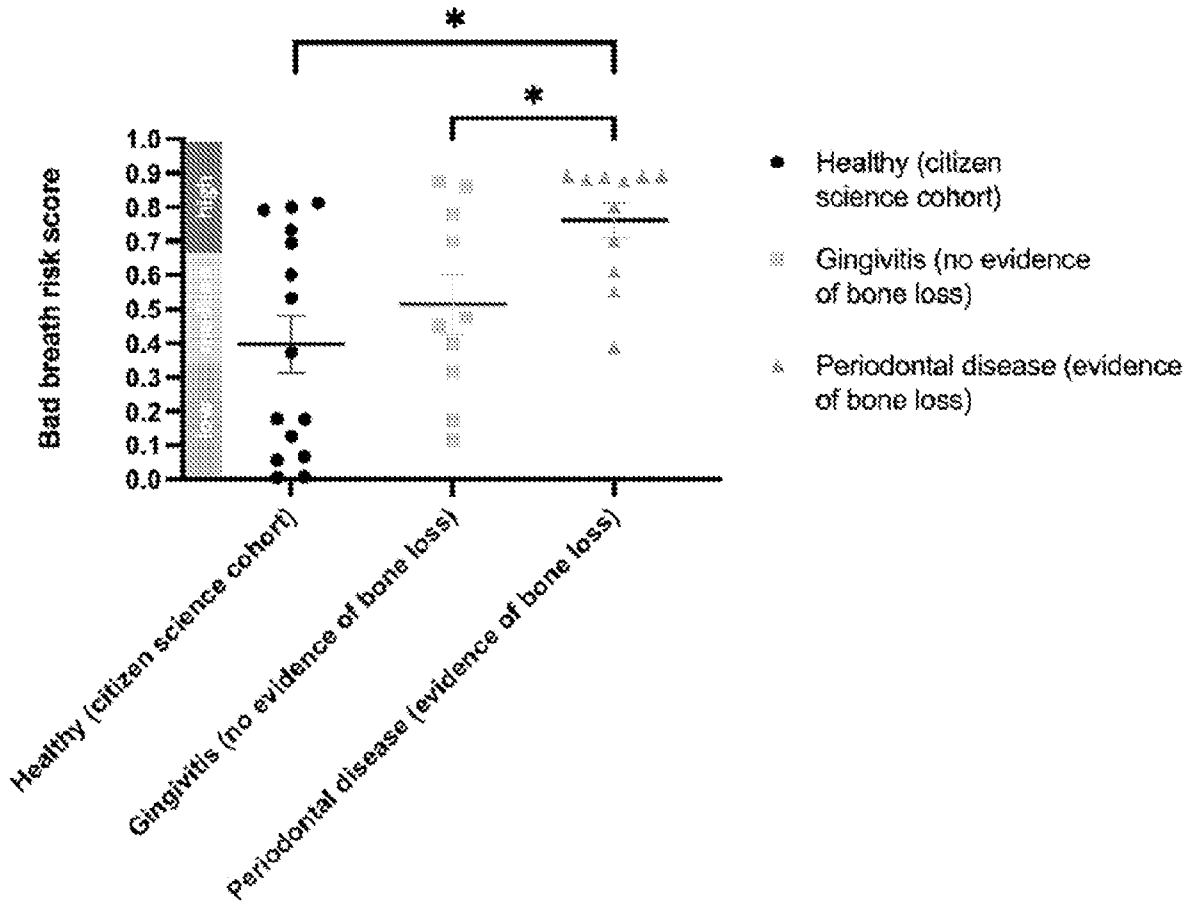 *
*
Bad breath risk score
1.0
0.9
0.8
0.7
0.6
0.5
0.4
0.3
0.2
0.1
0.0
High
Healthy (citizen
science cohort)
Gingivitis (no evidence
of bone loss)
Periodontal disease (evidence
of bone loss)
Healthy (citizen science cohort)
Gingivitis (no evidence of bone loss)
Periodontal disease (evidence of bone loss)